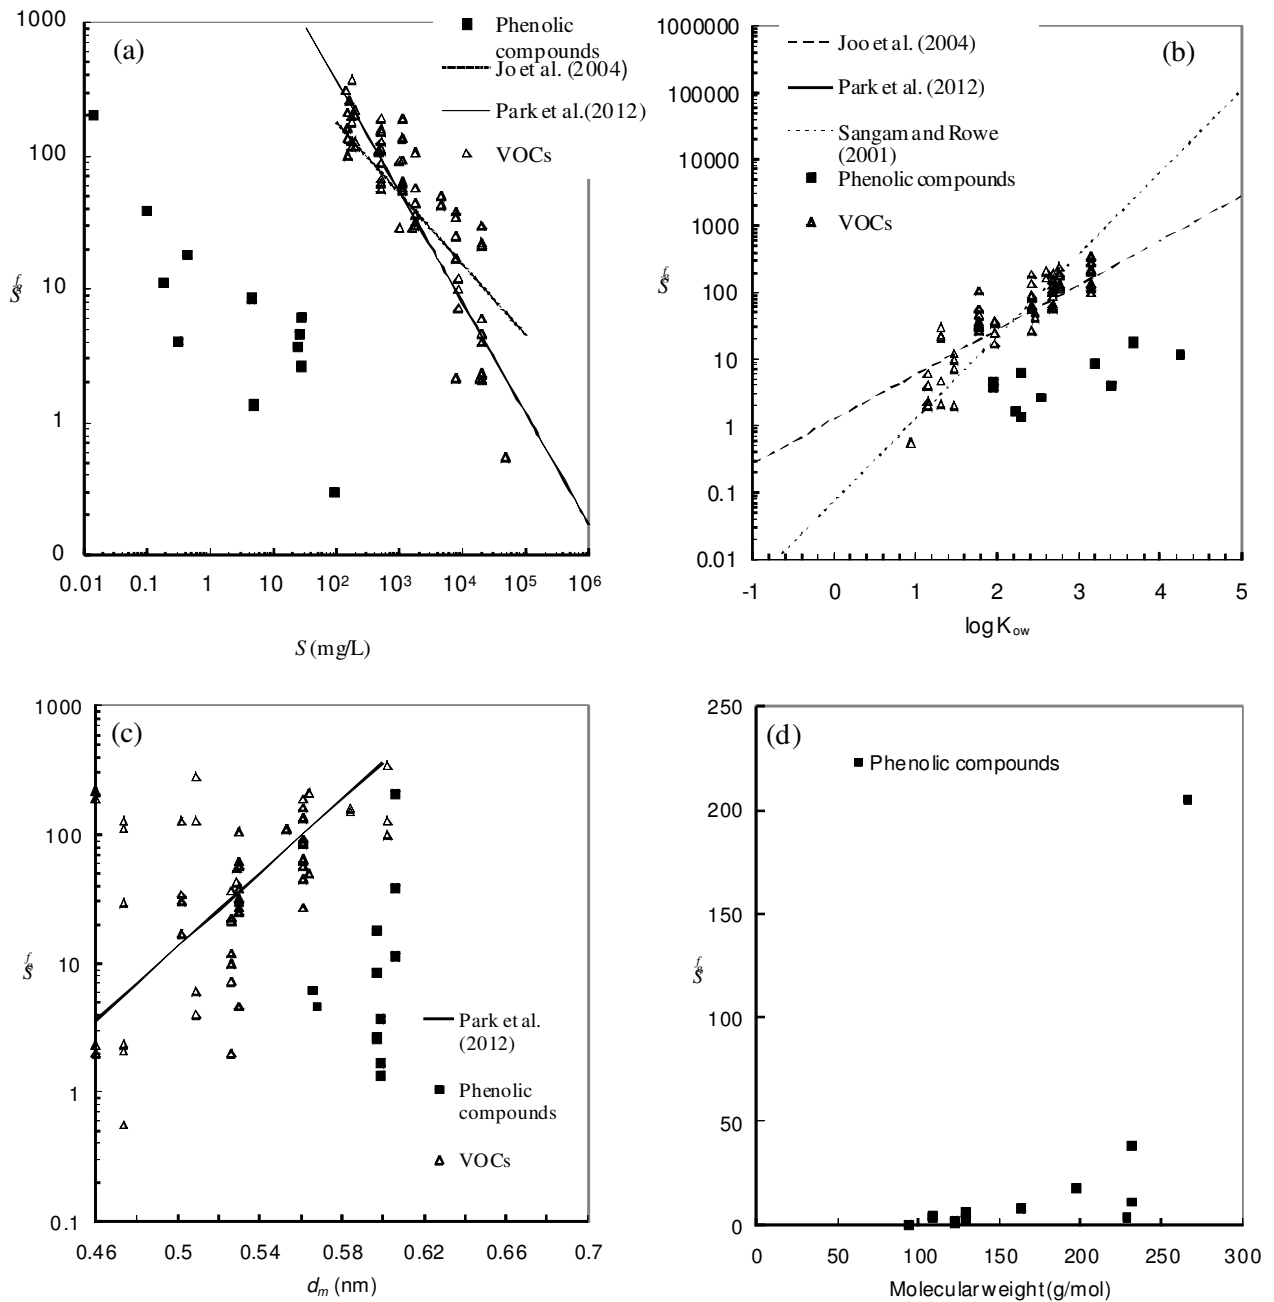 (a)
Phenolic
compounds
Jo et al. (2004)
Park et al.(2012)
VOCs
1000
100
10
1
0
0.01 0.1 1 10 10² 10³ 10⁴ 10⁵ 10⁶
S (mg/L)
(b)
Joo et al. (2004)
Park et al. (2012)
Sangam and Rowe
(2001)
Phenolic compounds
VOCs
1000000
100000
10000
1000
100
10
1
0.1
0.01
-1 0 1 2 3 4 5
log Kow
(c)
1000
100
10
1
0.1
Park et al.
(2012)
Phenolic
compounds
VOCs
0.46 0.5 0.54 0.58 0.62 0.66 0.7
dm (nm)
(d)
Phenolic compounds
250
200
150
100
50
0
0 50 100 150 200 250 300
Molecular weight (g/mol)